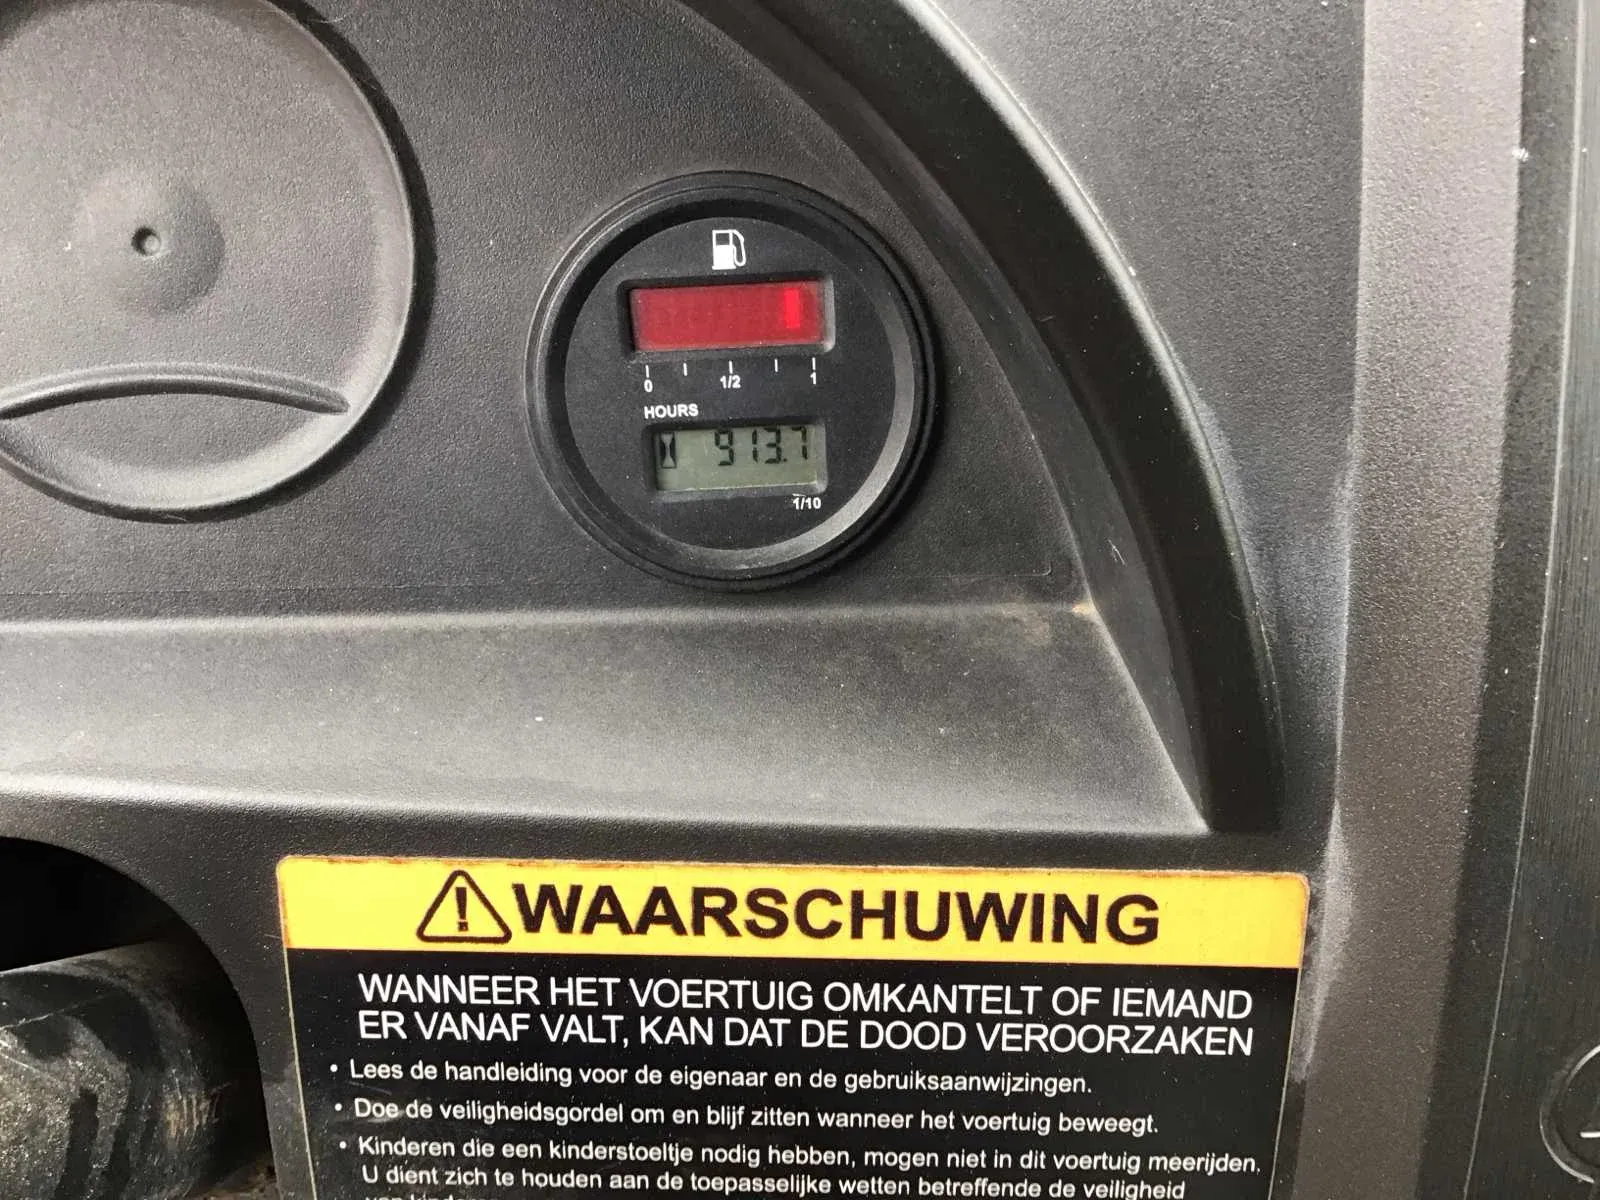 0 1/2 1
HOURS
913.7
1/10
WAARSCHUWING
WANNEER HET VOERTUIG OMKANTELT OF IEMAND
ER VANAF VALT, KAN DAT DE DOOD VEROORZAKEN
• Lees de handleiding voor de eigenaar en de gebruiksaanwijzingen.
• Doe de veiligheidsgordel om en blijf zitten wanneer het voertuig beweegt.
• Kinderen die een kinderstoeltje nodig hebben, mogen niet in dit voertuig meerijden.
U dient zich te houden aan de toepasselijke wetten betreffende de veiligheid
van